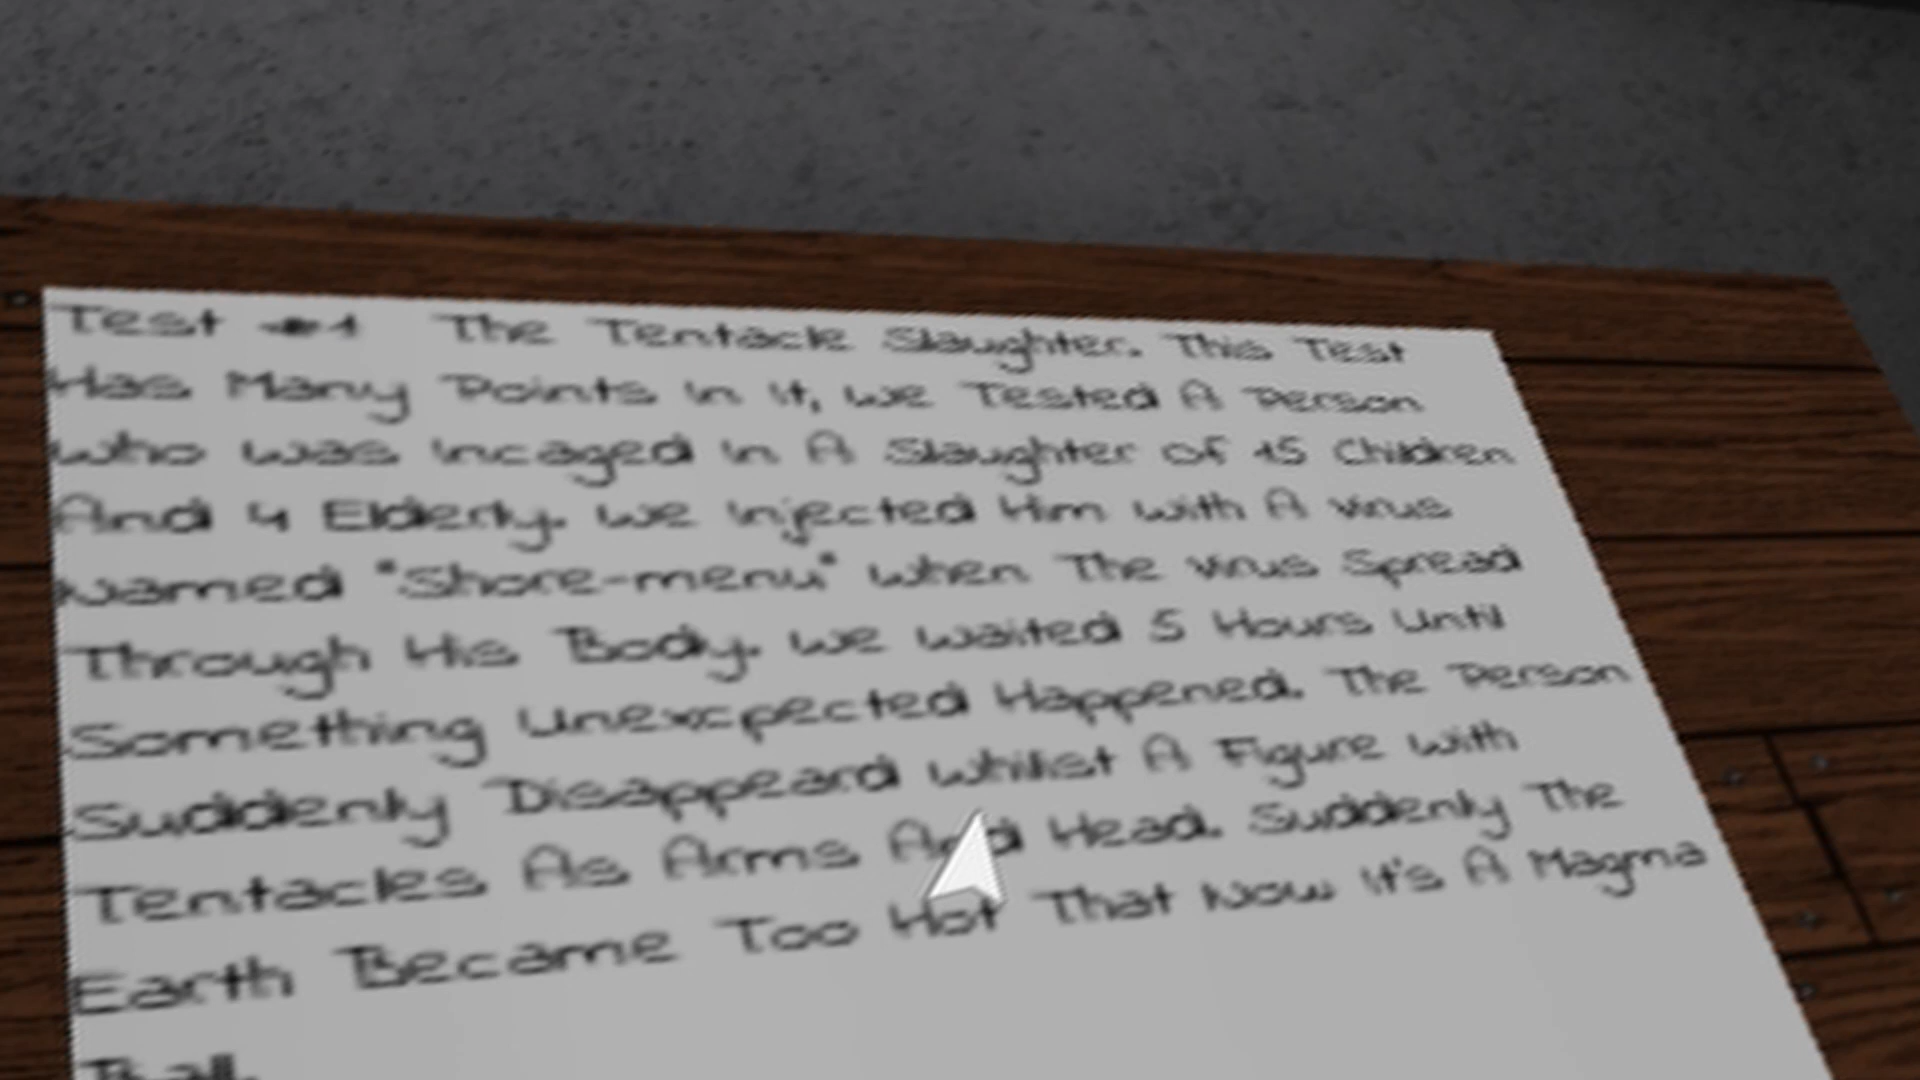 Test #1 The Tentacle Slaughter. This Test
Has Many Points In It, We Tested A Person
Who Was Incaged In A Slaughter Of 15 Children
And 4 Elderly. We Injected Him With A Virus
Named "Shore-menu" When The Virus Spread
Through His Body. We Waited 5 Hours Until
Something Unexcpected Happened. The Person
Suddenly Disappeard Whilist A Figure With
Tentacles As Arms And Head. Suddenly The
Earth Became Too Hot That Now It's A Magma
Ball.